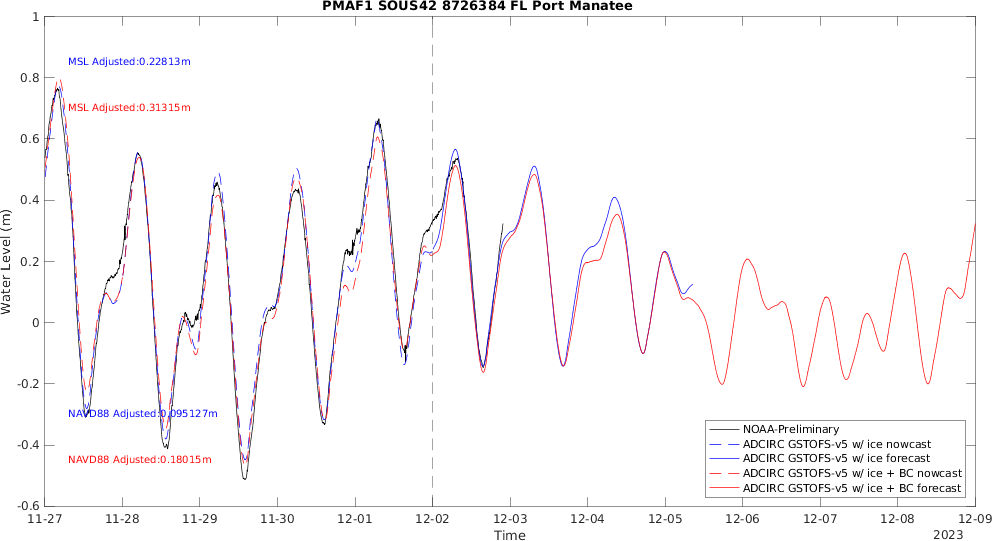 PMAF1 SOUS42 8726384 FL Port Manatee
1
0.8
0.6
0.4
0.2
0
-0.2
-0.4
-0.6
Water Level (m)
MSL Adjusted:0.22813m
MSL Adjusted:0.31315m
NAVD88 Adjusted:0.095127m
NAVD88 Adjusted:0.18015m
NOAA-Preliminary
ADCIRC GSTOFS-v5 w/ ice nowcast
ADCIRC GSTOFS-v5 w/ ice forecast
ADCIRC GSTOFS-v5 w/ ice + BC nowcast
ADCIRC GSTOFS-v5 w/ ice + BC forecast
11-27 11-28 11-29 11-30 12-01 12-02 12-03 12-04 12-05 12-06 12-07 12-08 12-09
Time
2023